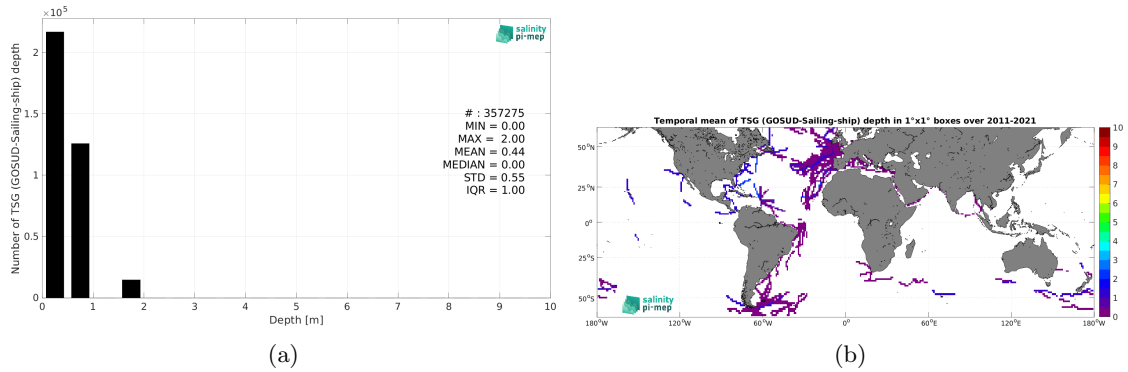 ×10⁵
salinity
pi-mep
Number of TSG (GOSUD-Sailing-ship) depth
2
1.5
1
0.5
0
# : 357275
MIN = 0.00
MAX = 2.00
MEAN = 0.44
MEDIAN = 0.00
STD = 0.55
IQR = 1.00
0 1 2 3 4 5 6 7 8 9 10
Depth [m]
(a)
Temporal mean of TSG (GOSUD-Sailing-ship) depth in 1°x1° boxes over 2011-2021
50°N
25°N
0°
25°S
50°S
salinity
pi-mep
180°W 120°W 60°W 0° 60°E 120°E 180°E
10
9
8
7
6
5
4
3
2
1
0
(b)